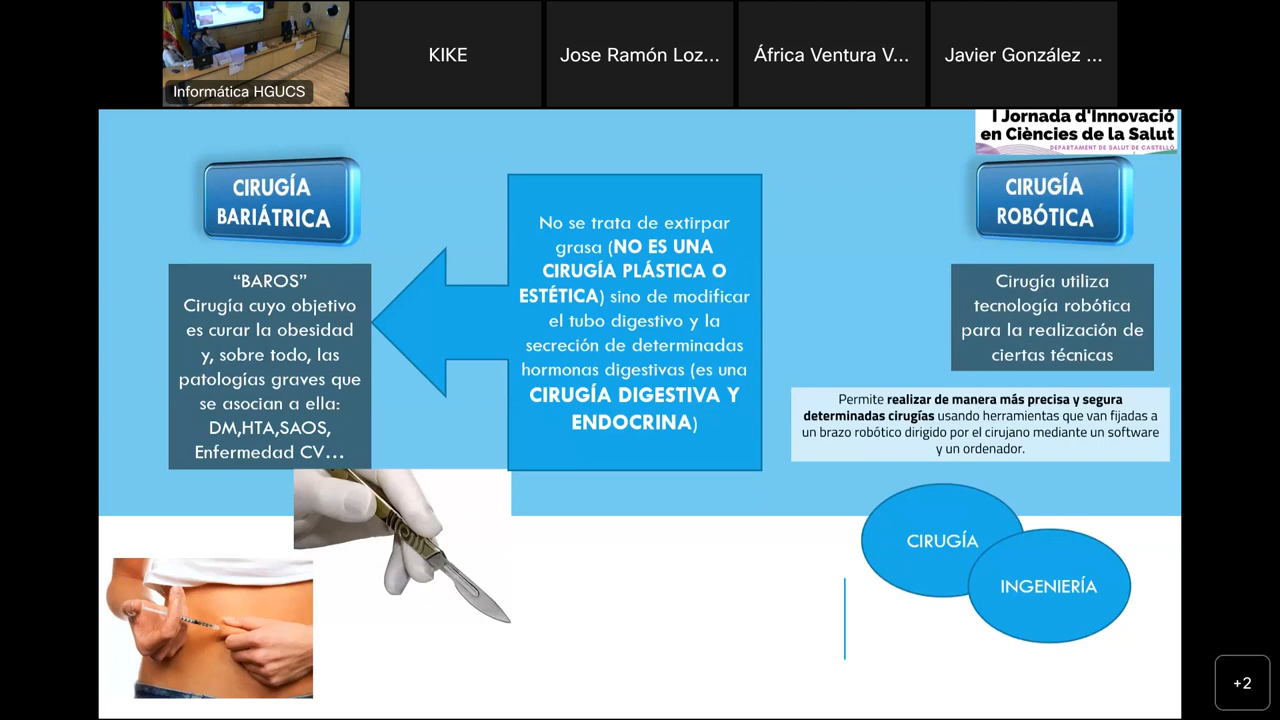 Informática HGUCS
KIKE
Jose Ramón Loz...
África Ventura V...
Javier González ...
I Jornada d'Innovació
en Ciències de la Salut
DEPARTAMENT DE SALUT DE CASTELLÓ
CIRUGÍA
BARIÁTRICA
“BAROS”
Cirugía cuyo objetivo
es curar la obesidad
y, sobre todo, las
patologías graves que
se asocian a ella:
DM,HTA,SAOS,
Enfermedad CV...
No se trata de extirpar
grasa (NO ES UNA
CIRUGÍA PLÁSTICA O
ESTÉTICA) sino de modificar
el tubo digestivo y la
secreción de determinadas
hormonas digestivas (es una
CIRUGÍA DIGESTIVA Y
ENDOCRINA)
CIRUGÍA
ROBÓTICA
Cirugía utiliza
tecnología robótica
para la realización de
ciertas técnicas
Permite realizar de manera más precisa y segura
determinadas cirugías usando herramientas que van fijadas a
un brazo robótico dirigido por el cirujano mediante un software
y un ordenador.
CIRUGÍA
INGENIERÍA
+2